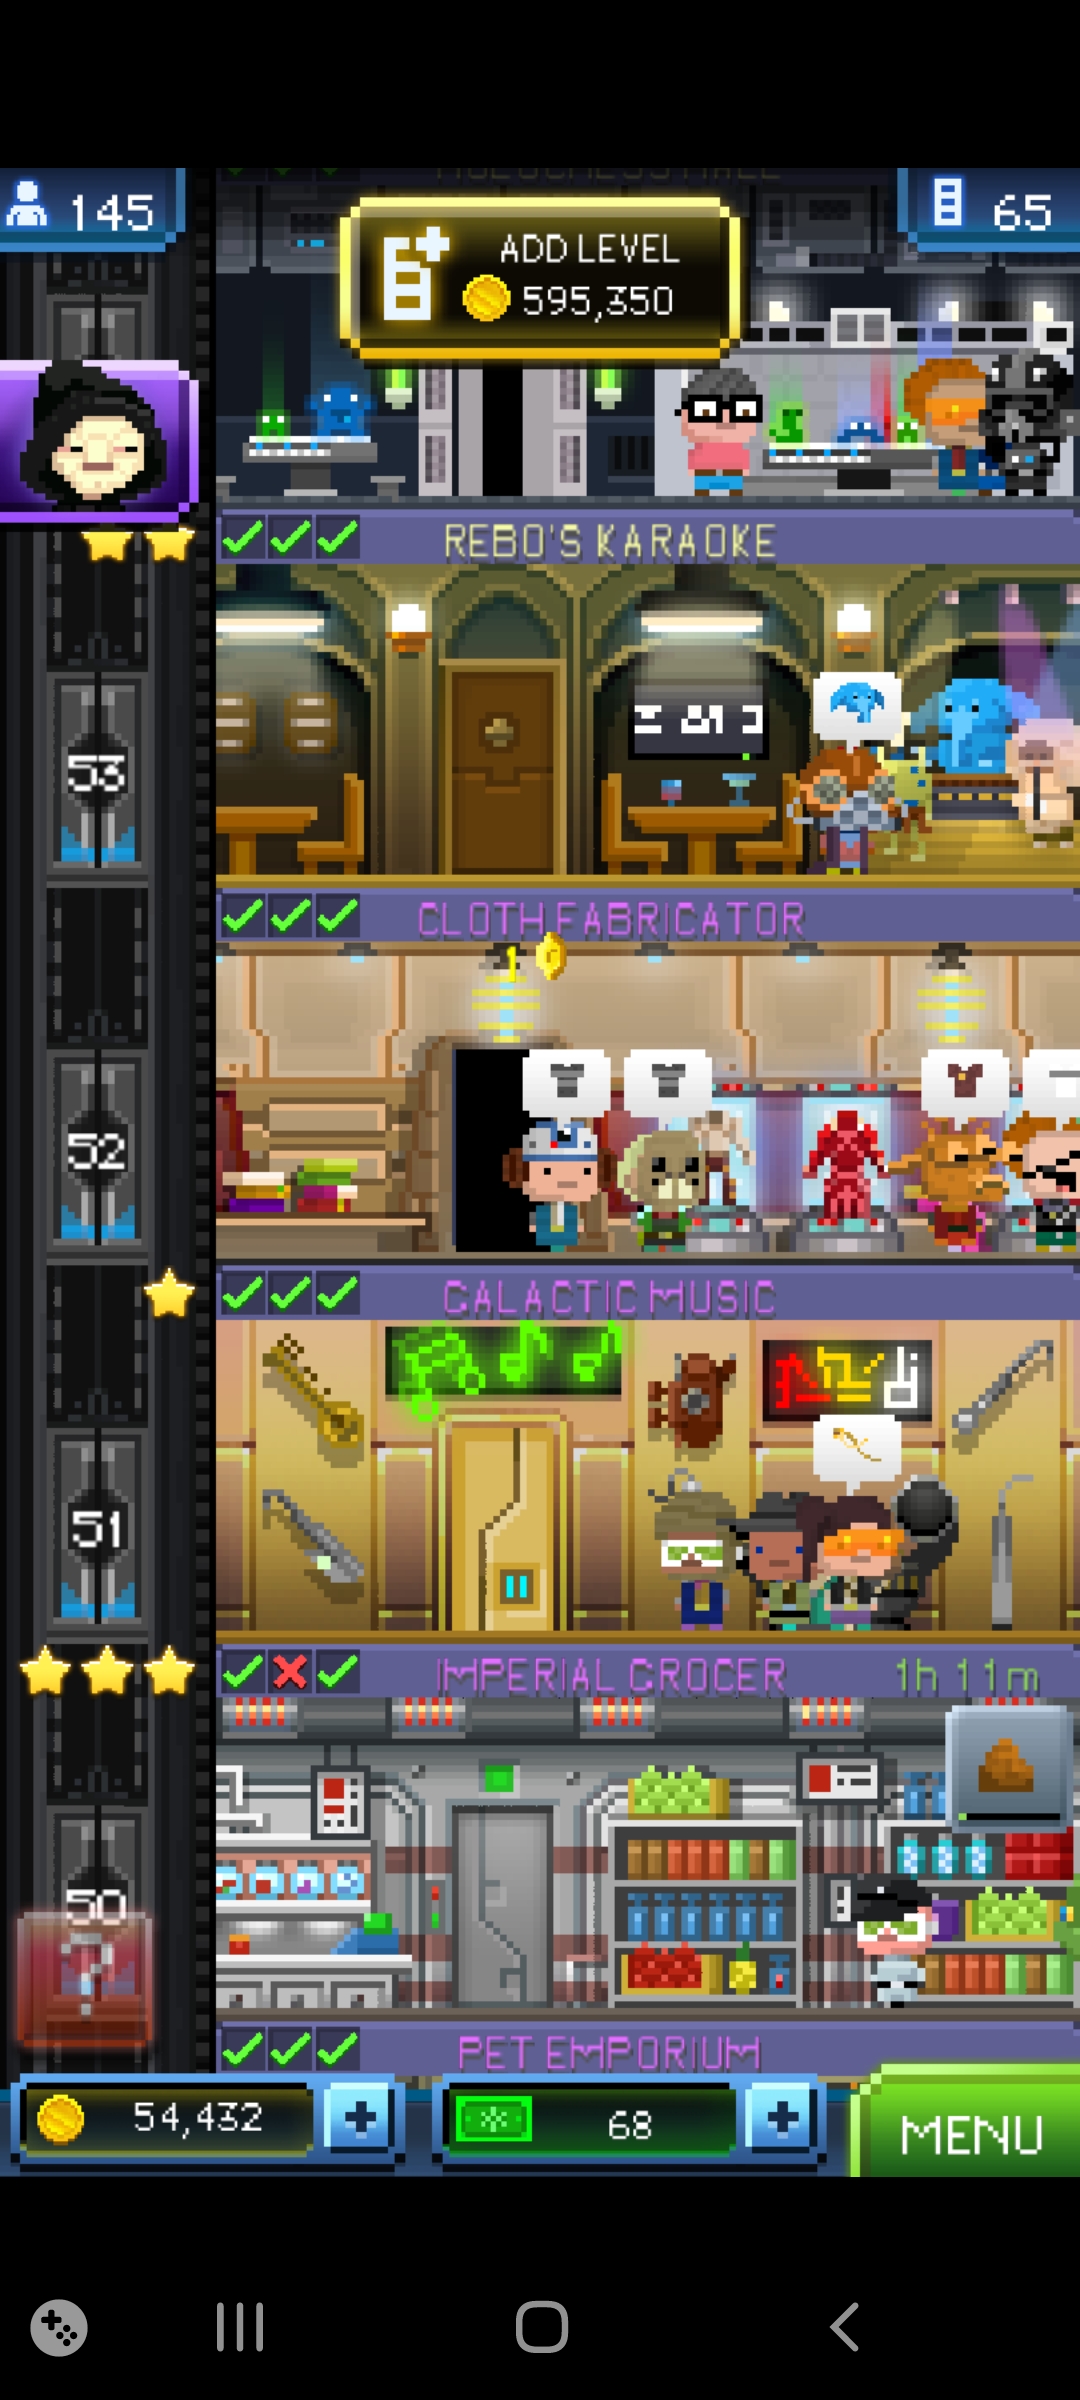 145
65
ADD LEVEL
595,350
REBO'S KARAOKE
53
CLOTH FABRICATOR
1
52
GALACTIC MUSIC
51
IMPERIAL GROCER
1h 11m
50
?
PET EMPORIUM
54,432
68
MENU